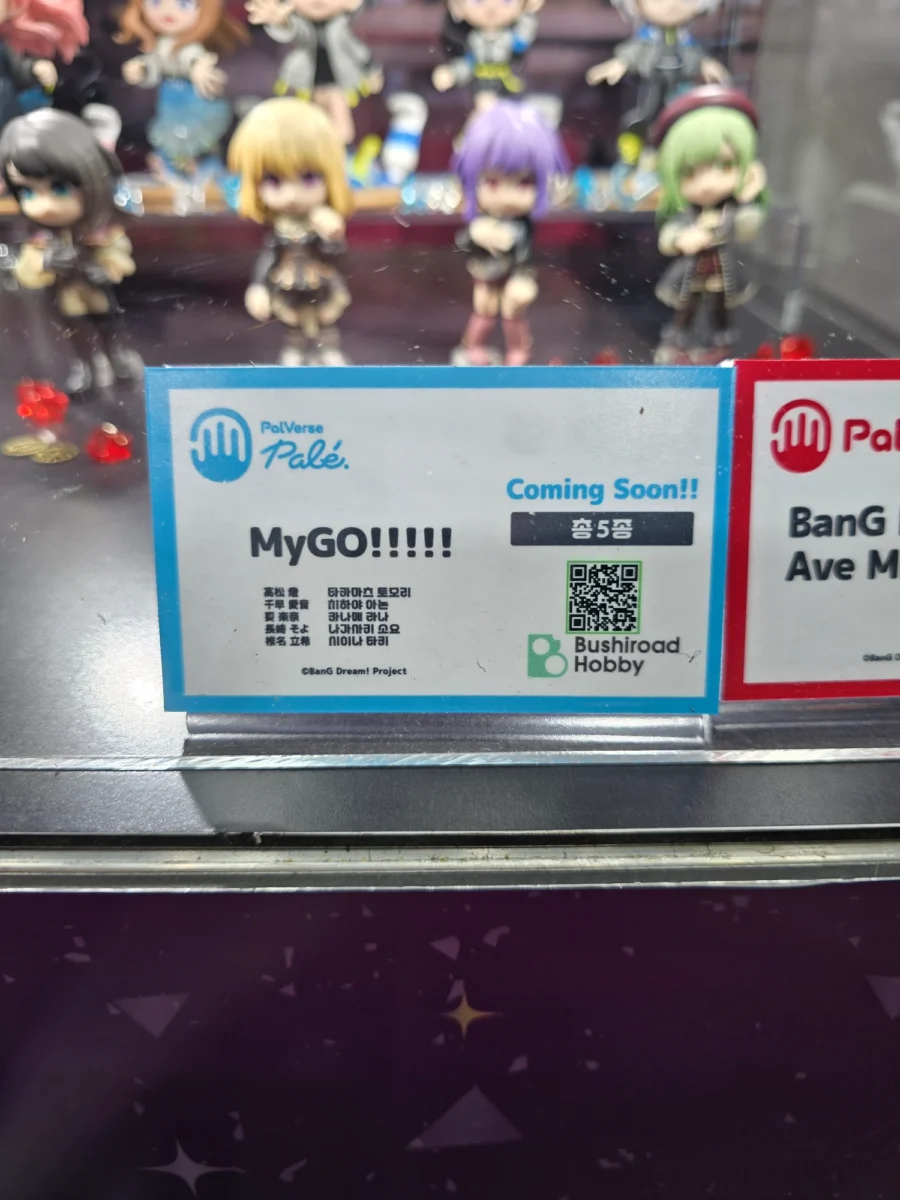 PalVerse
Palé.
Coming Soon!!
총 5종
MyGO!!!!!
高松 燈 타카마츠 토모리
千早 愛音 치하야 아논
要 楽奈 카나메 라나
長崎 そよ 나가사키 소요
椎名 立希 시이나 타키
©BanG Dream! Project
Bushiroad
Hobby
Pal
BanG
Ave M
©BanG D